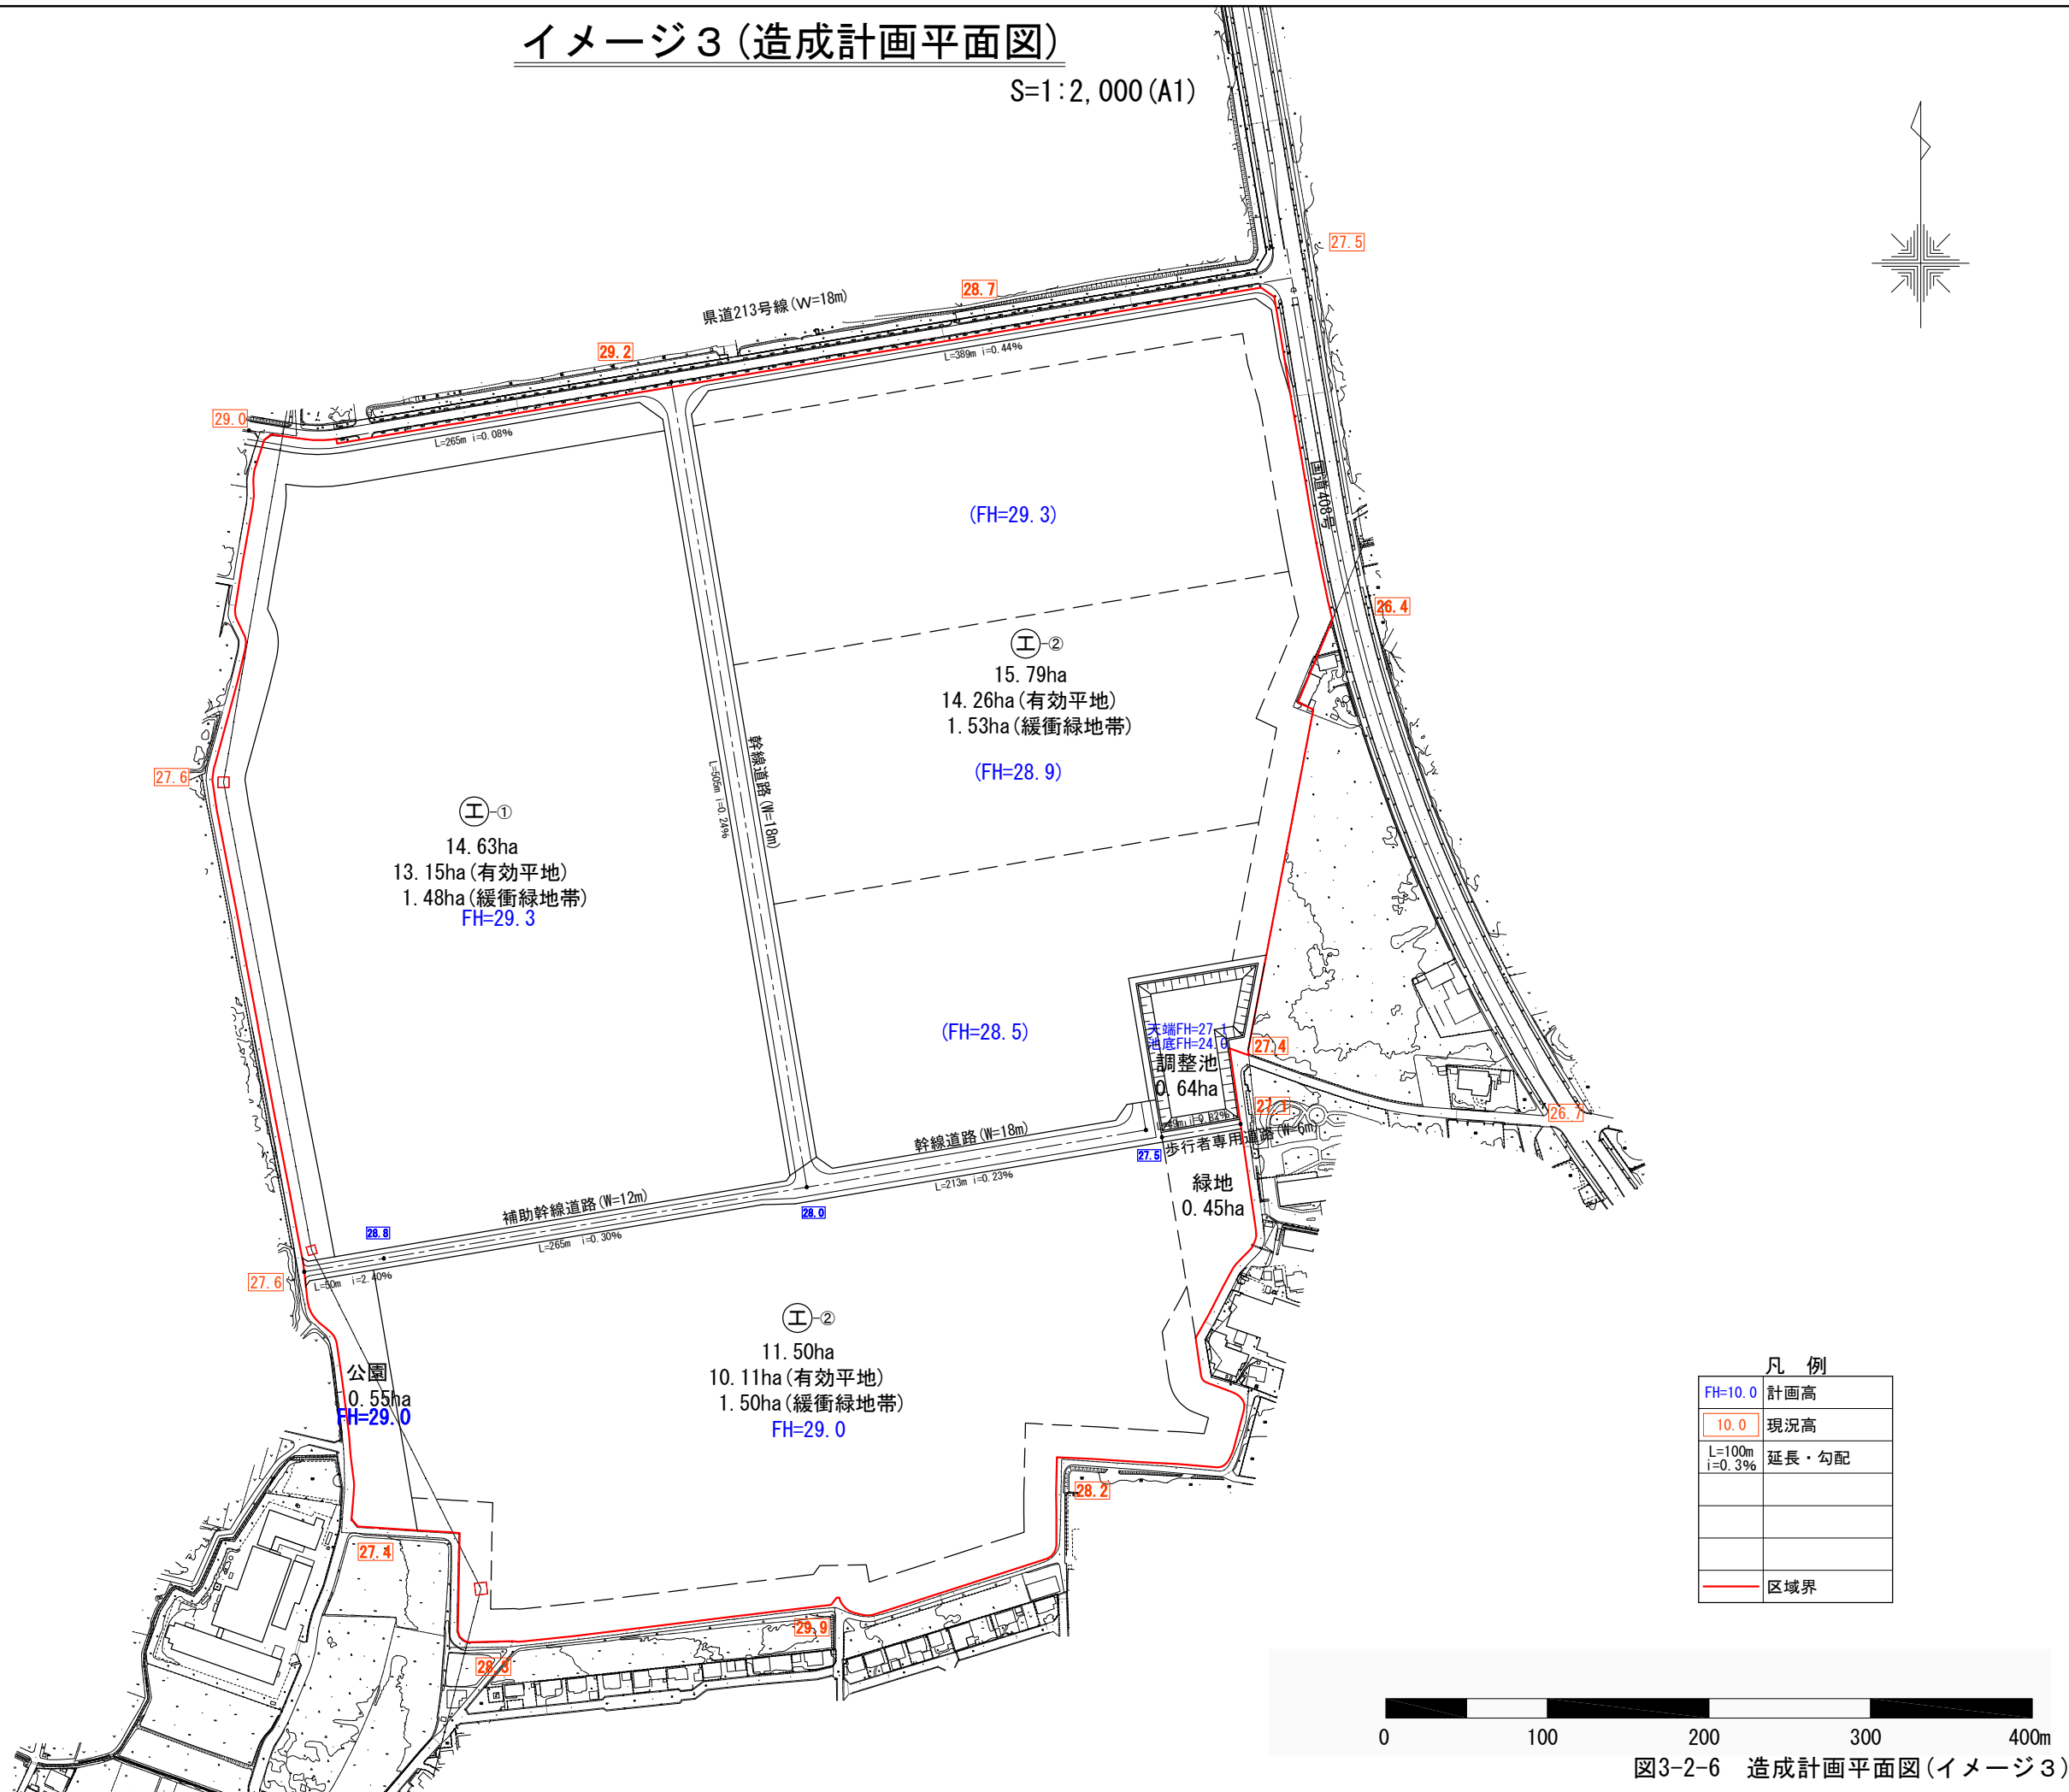 イメージ３(造成計画平面図)
S=1:2,000(A1)
27.5
県道213号線(W=18m)
28.7
29.2
L=389m i=0.44%
29.0
L=265m i=0.08%
国道408号
(FH=29.3)
26.4
工-②
15.79ha
14.26ha(有効平地)
1.53ha(緩衝緑地帯)
(FH=28.9)
幹線道路(W=18m)
L=505m i=0.24%
27.6
工-①
14.63ha
13.15ha(有効平地)
1.48ha(緩衝緑地帯)
FH=29.3
(FH=28.5)
天端FH=27.1
池底FH=24.0
調整池
0.64ha
27.4
27.1
26.7
L=49m i=0.82%
歩行者専用道路(W=6m)
幹線道路(W=18m)
27.5
L=213m i=0.23%
緑地
0.45ha
補助幹線道路(W=12m)
28.8
28.0
L=265m i=0.30%
27.6
L=50m i=2.40%
工-②
11.50ha
10.11ha(有効平地)
1.50ha(緩衝緑地帯)
FH=29.0
公園
0.55ha
FH=29.0
28.2
27.4
29.9
28.3
凡 例
FH=10.0 計画高
10.0 現況高
L=100m
i=0.3% 延長・勾配
区域界
0 100 200 300 400m
図3-2-6 造成計画平面図(イメージ３)